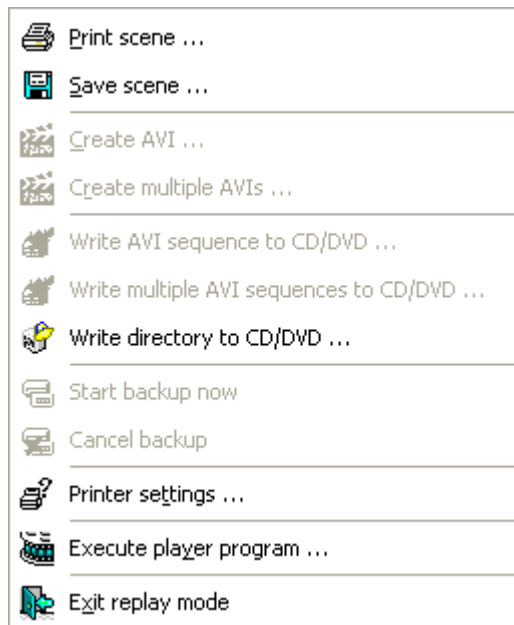 Print scene ...
Save scene ...
Create AVI ...
Create multiple AVIs ...
Write AVI sequence to CD/DVD ...
Write multiple AVI sequences to CD/DVD ...
Write directory to CD/DVD ...
Start backup now
Cancel backup
Printer settings ...
Execute player program ...
Exit replay mode